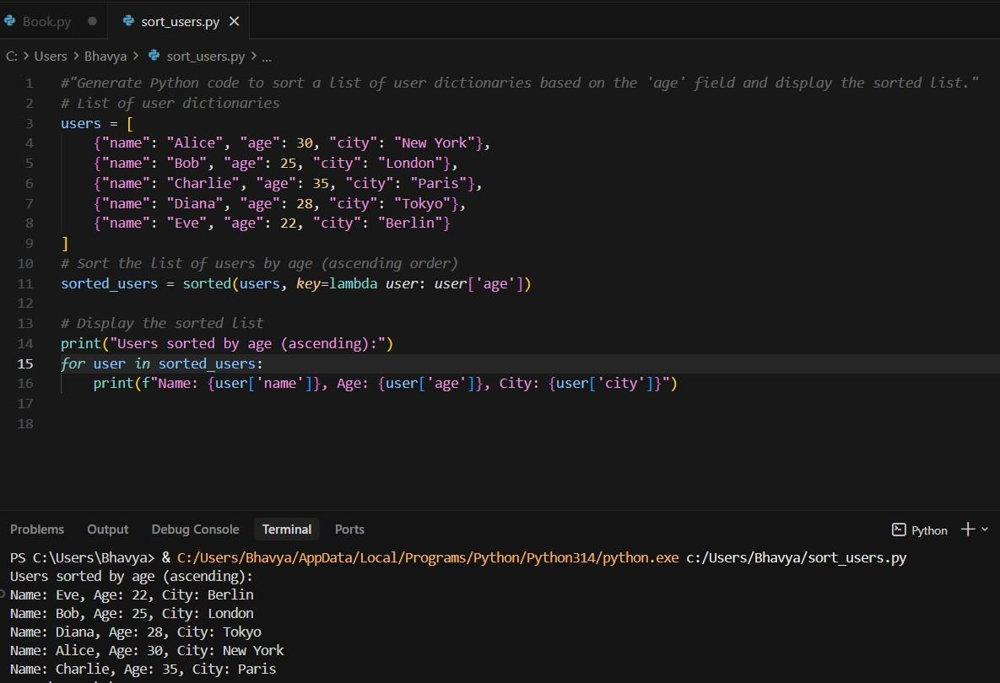 Book.py
sort_users.py
C: > Users > Bhavya > sort_users.py > ...
1 #"Generate Python code to sort a list of user dictionaries based on the 'age' field and display the sorted list."
2 # List of user dictionaries
3 users = [
4     {"name": "Alice", "age": 30, "city": "New York"},
5     {"name": "Bob", "age": 25, "city": "London"},
6     {"name": "Charlie", "age": 35, "city": "Paris"},
7     {"name": "Diana", "age": 28, "city": "Tokyo"},
8     {"name": "Eve", "age": 22, "city": "Berlin"}
9 ]
10 # Sort the list of users by age (ascending order)
11 sorted_users = sorted(users, key=lambda user: user['age'])
12
13 # Display the sorted list
14 print("Users sorted by age (ascending):")
15 for user in sorted_users:
16     print(f"Name: {user['name']}, Age: {user['age']}, City: {user['city']}")
17
18
Problems Output Debug Console Terminal Ports Python
PS C:\Users\Bhavya> & C:/Users/Bhavya/AppData/Local/Programs/Python/Python314/python.exe c:/Users/Bhavya/sort_users.py
Users sorted by age (ascending):
Name: Eve, Age: 22, City: Berlin
Name: Bob, Age: 25, City: London
Name: Diana, Age: 28, City: Tokyo
Name: Alice, Age: 30, City: New York
Name: Charlie, Age: 35, City: Paris